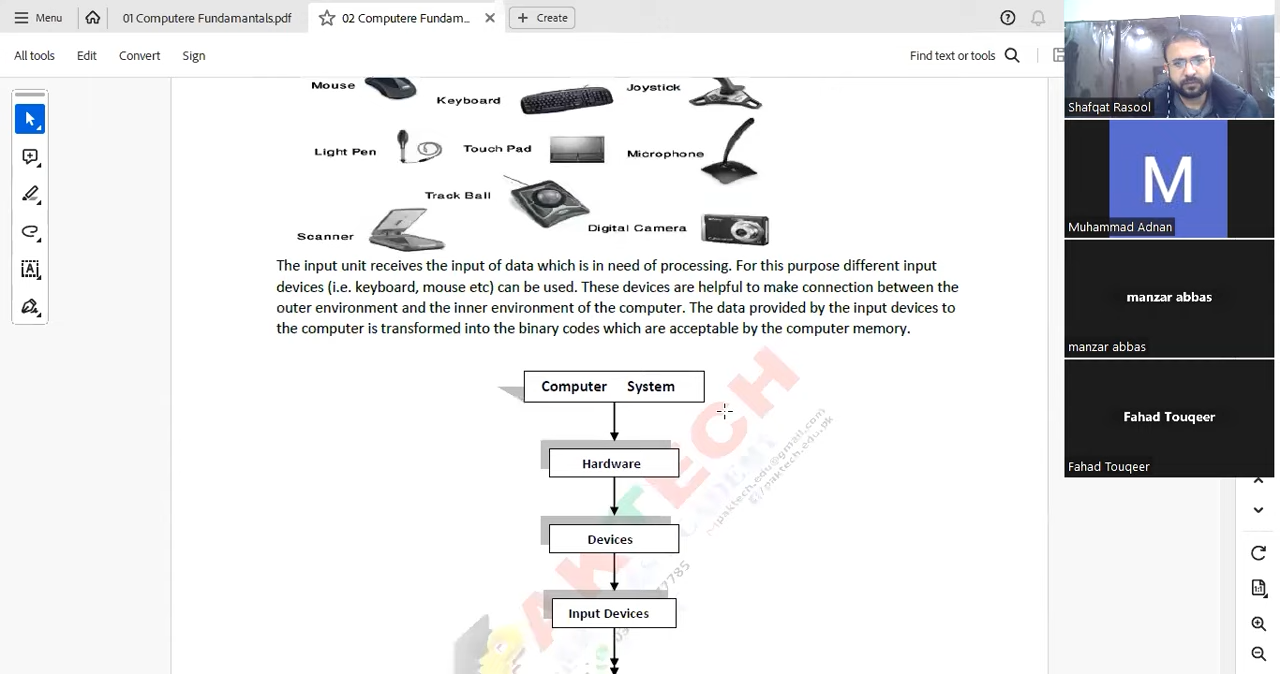 Menu
01 Computere Fundamantals.pdf
02 Computere Fundam...
Create
All tools
Edit
Convert
Sign
Find text or tools
Mouse
Keyboard
Joystick
Light Pen
Touch Pad
Microphone
Track Ball
Scanner
Digital Camera
The input unit receives the input of data which is in need of processing. For this purpose different input
devices (i.e. keyboard, mouse etc) can be used. These devices are helpful to make connection between the
outer environment and the inner environment of the computer. The data provided by the input devices to
the computer is transformed into the binary codes which are acceptable by the computer memory.
Computer System
Hardware
Devices
Input Devices
Shafqat Rasool
M
Muhammad Adnan
manzar abbas
manzar abbas
Fahad Touqeer
Fahad Touqeer